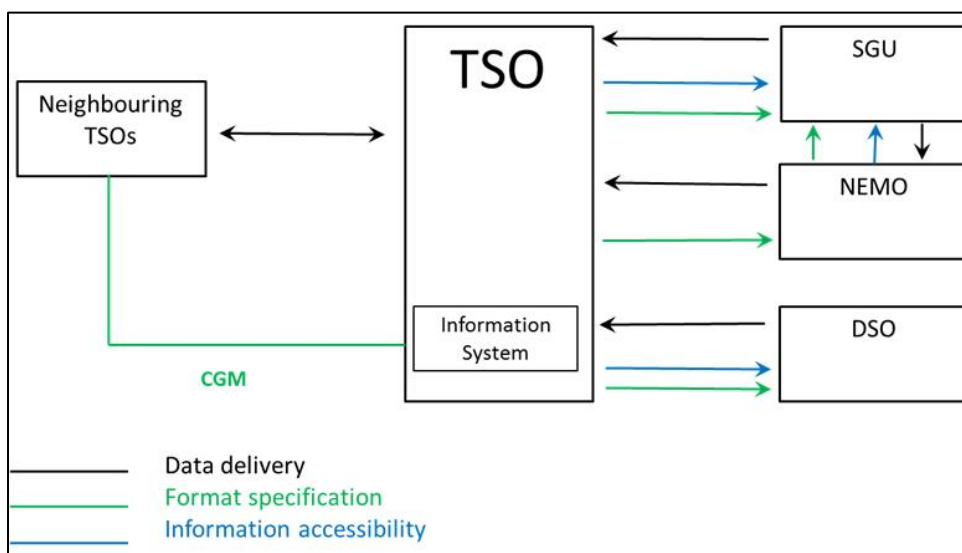 TSO
SGU
Neighbouring
TSOs
NEMO
Information
System
DSO
CGM
Data delivery
Format specification
Information accessibility